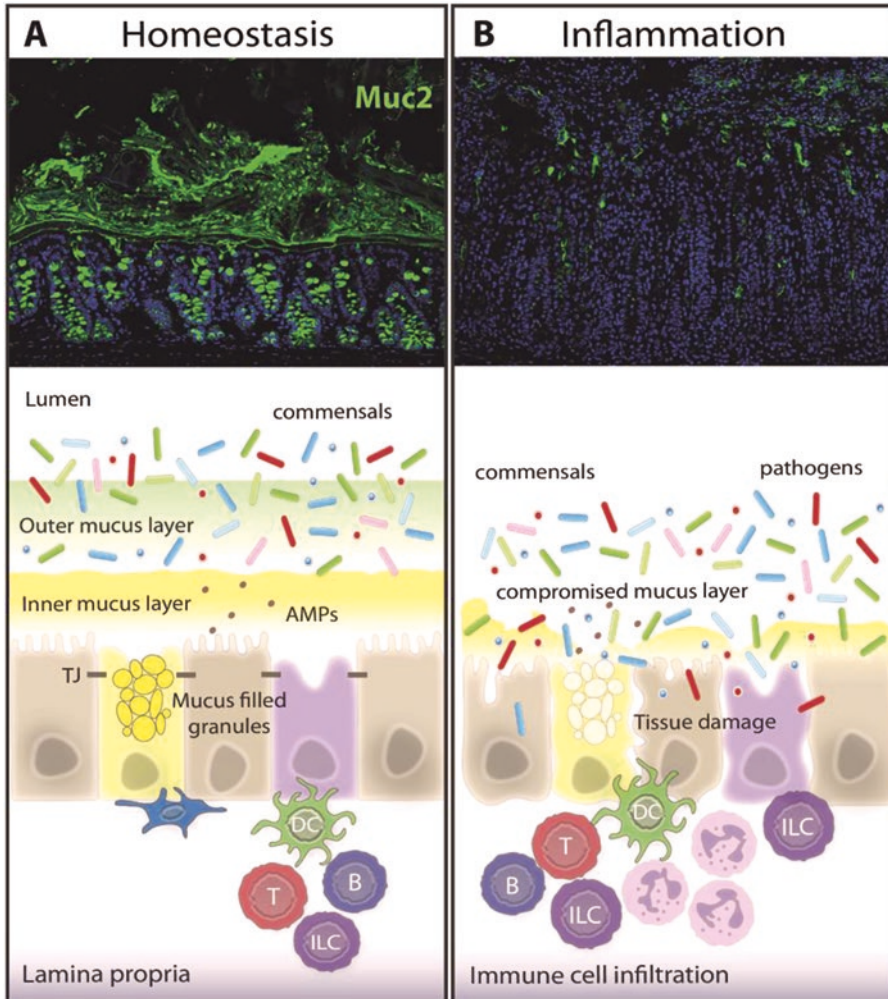 A Homeostasis
Muc2
Lumen
commensals
Outer mucus layer
Inner mucus layer
AMPs
TJ
Mucus filled
granules
DC
T
B
ILC
Lamina propria
B Inflammation
commensals
pathogens
compromised mucus layer
Tissue damage
DC
ILC
T
B
ILC
Immune cell infiltration